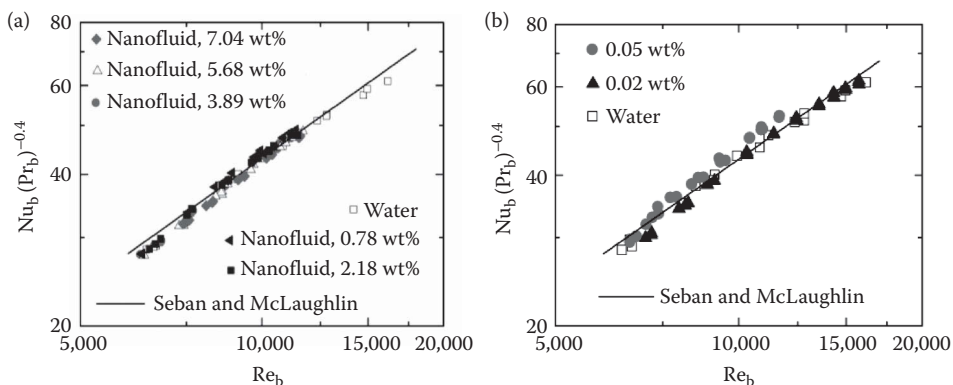 (a)
80
60
40
20
Nu_b (Pr_b)^−0.4
Nanofluid, 7.04 wt%
Nanofluid, 5.68 wt%
Nanofluid, 3.89 wt%
Water
Nanofluid, 0.78 wt%
Nanofluid, 2.18 wt%
Seban and McLaughlin
5,000
10,000
15,000
20,000
Re_b
(b)
80
60
40
20
Nu_b (Pr_b)^−0.4
0.05 wt%
0.02 wt%
Water
Seban and McLaughlin
5,000
10,000
15,000
20,000
Re_b